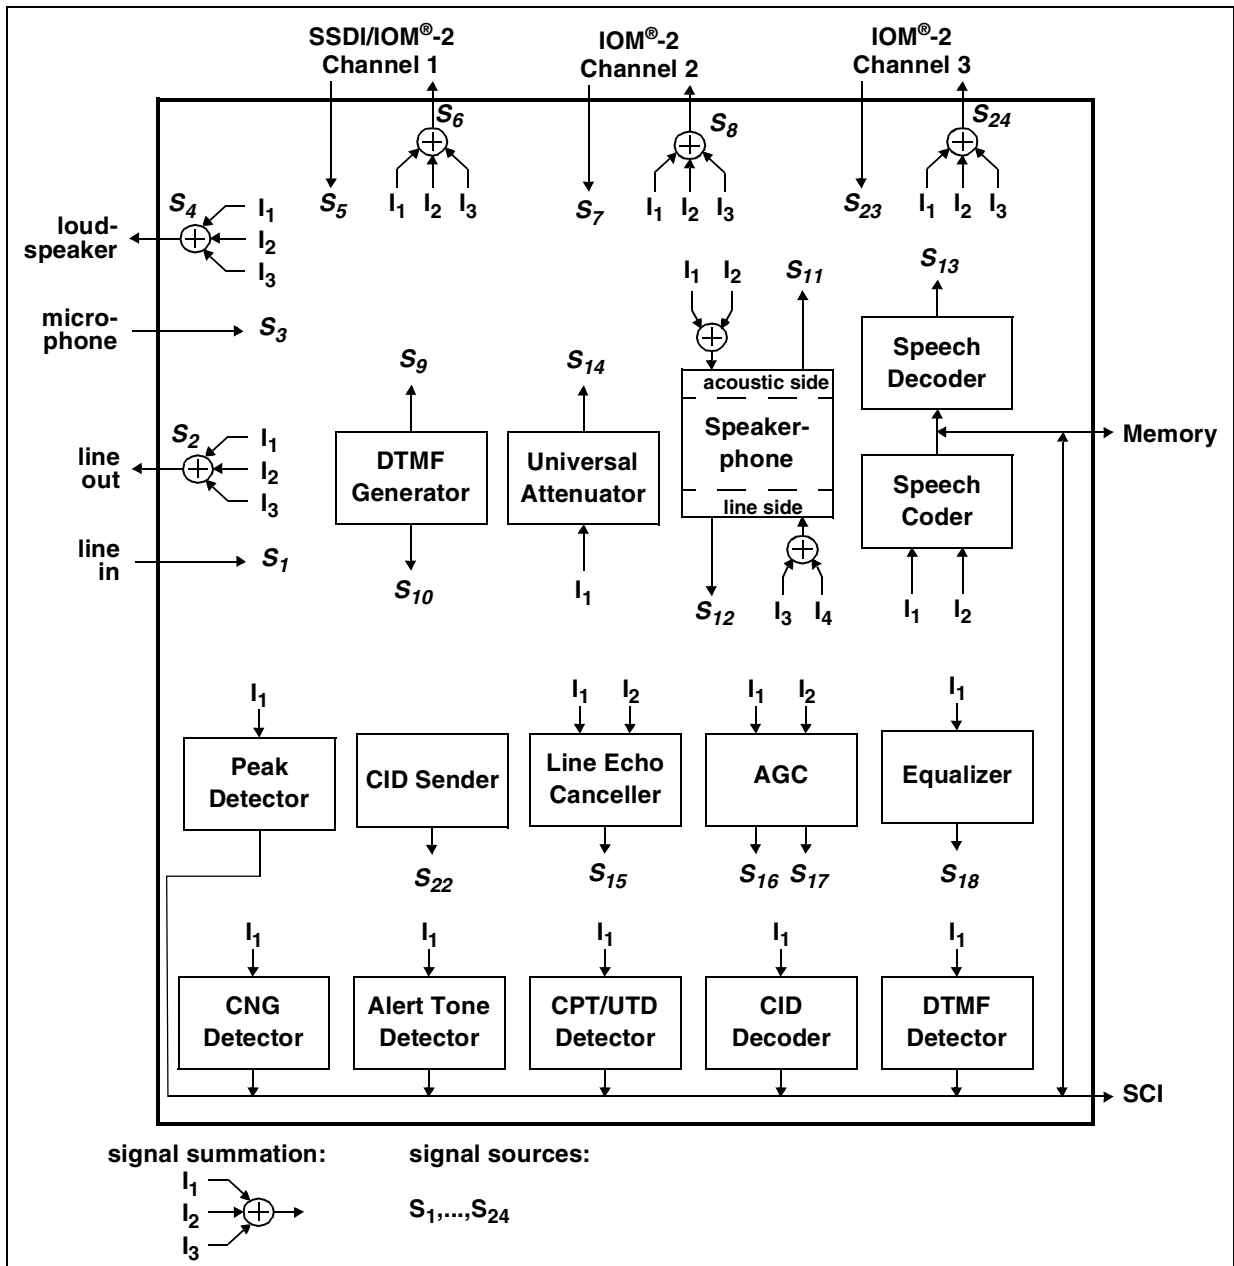 SSDI/IOM®-2
Channel 1
IOM®-2
Channel 2
IOM®-2
Channel 3
S6
S8
S24
I1 I2 I3
I1 I2 I3
I1 I2 I3
S5
S7
S23
S4
I1
I2
I3
loud-
speaker
micro-
phone
S3
S2
I1
I2
I3
line
out
line
in
S1
S9
DTMF
Generator
S10
S14
Universal
Attenuator
I1
I1 I2
S11
acoustic side
Speaker-
phone
line side
S12
I3 I4
S13
Speech
Decoder
Memory
Speech
Coder
I1 I2
I1
Peak
Detector
CID Sender
S22
I1 I2
Line Echo
Canceller
S15
I1 I2
AGC
S16 S17
I1
Equalizer
S18
I1
CNG
Detector
I1
Alert Tone
Detector
I1
CPT/UTD
Detector
I1
CID
Decoder
I1
DTMF
Detector
SCI
signal summation:
I1
I2
I3
signal sources:
S1,...,S24